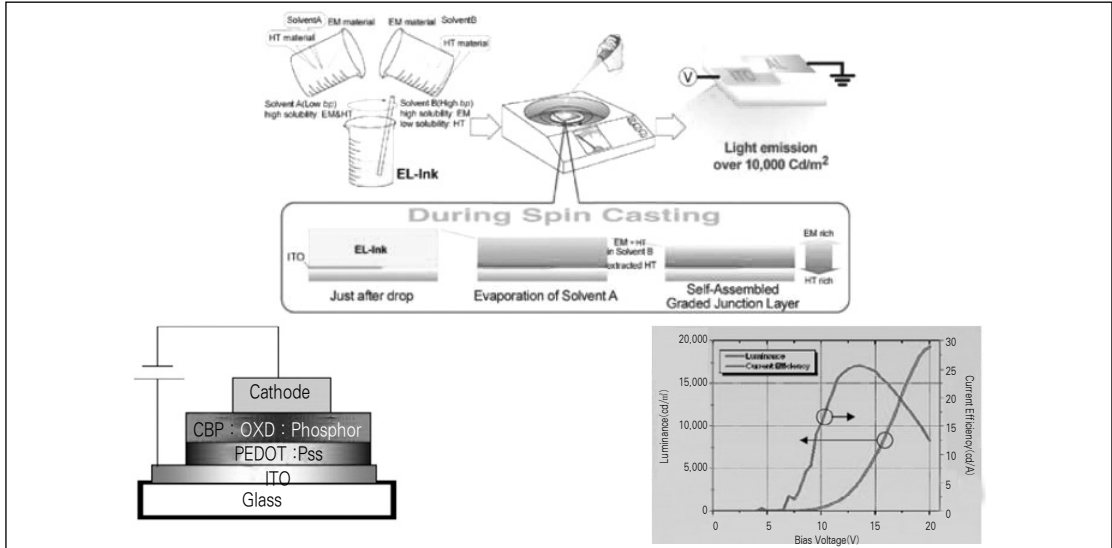 SolventA
EM material
HT material
EM material
SolventB
HT material
Solvent A(Low bp)
high solubility: EM&HT
Solvent B(High bp)
high solubility: EM
low solubility: HT
EL-Ink
V
ITO
AL
Light emission
over 10,000 Cd/m²
During Spin Casting
ITO
EL-Ink
Just after drop
Evaporation of Solvent A
EM + HT
in Solvent B
extracted HT
Self-Assembled
Graded Junction Layer
EM rich
HT rich
Cathode
CBP : OXD : Phosphor
PEDOT :Pss
ITO
Glass
Luminance
Current Efficiency
Luminance(cd/㎡)
20,000
15,000
10,000
5,000
0
0 5 10 15 20
Bias Voltage(V)
30
25
20
15
10
5
0
Current Efficiency(cd/A)